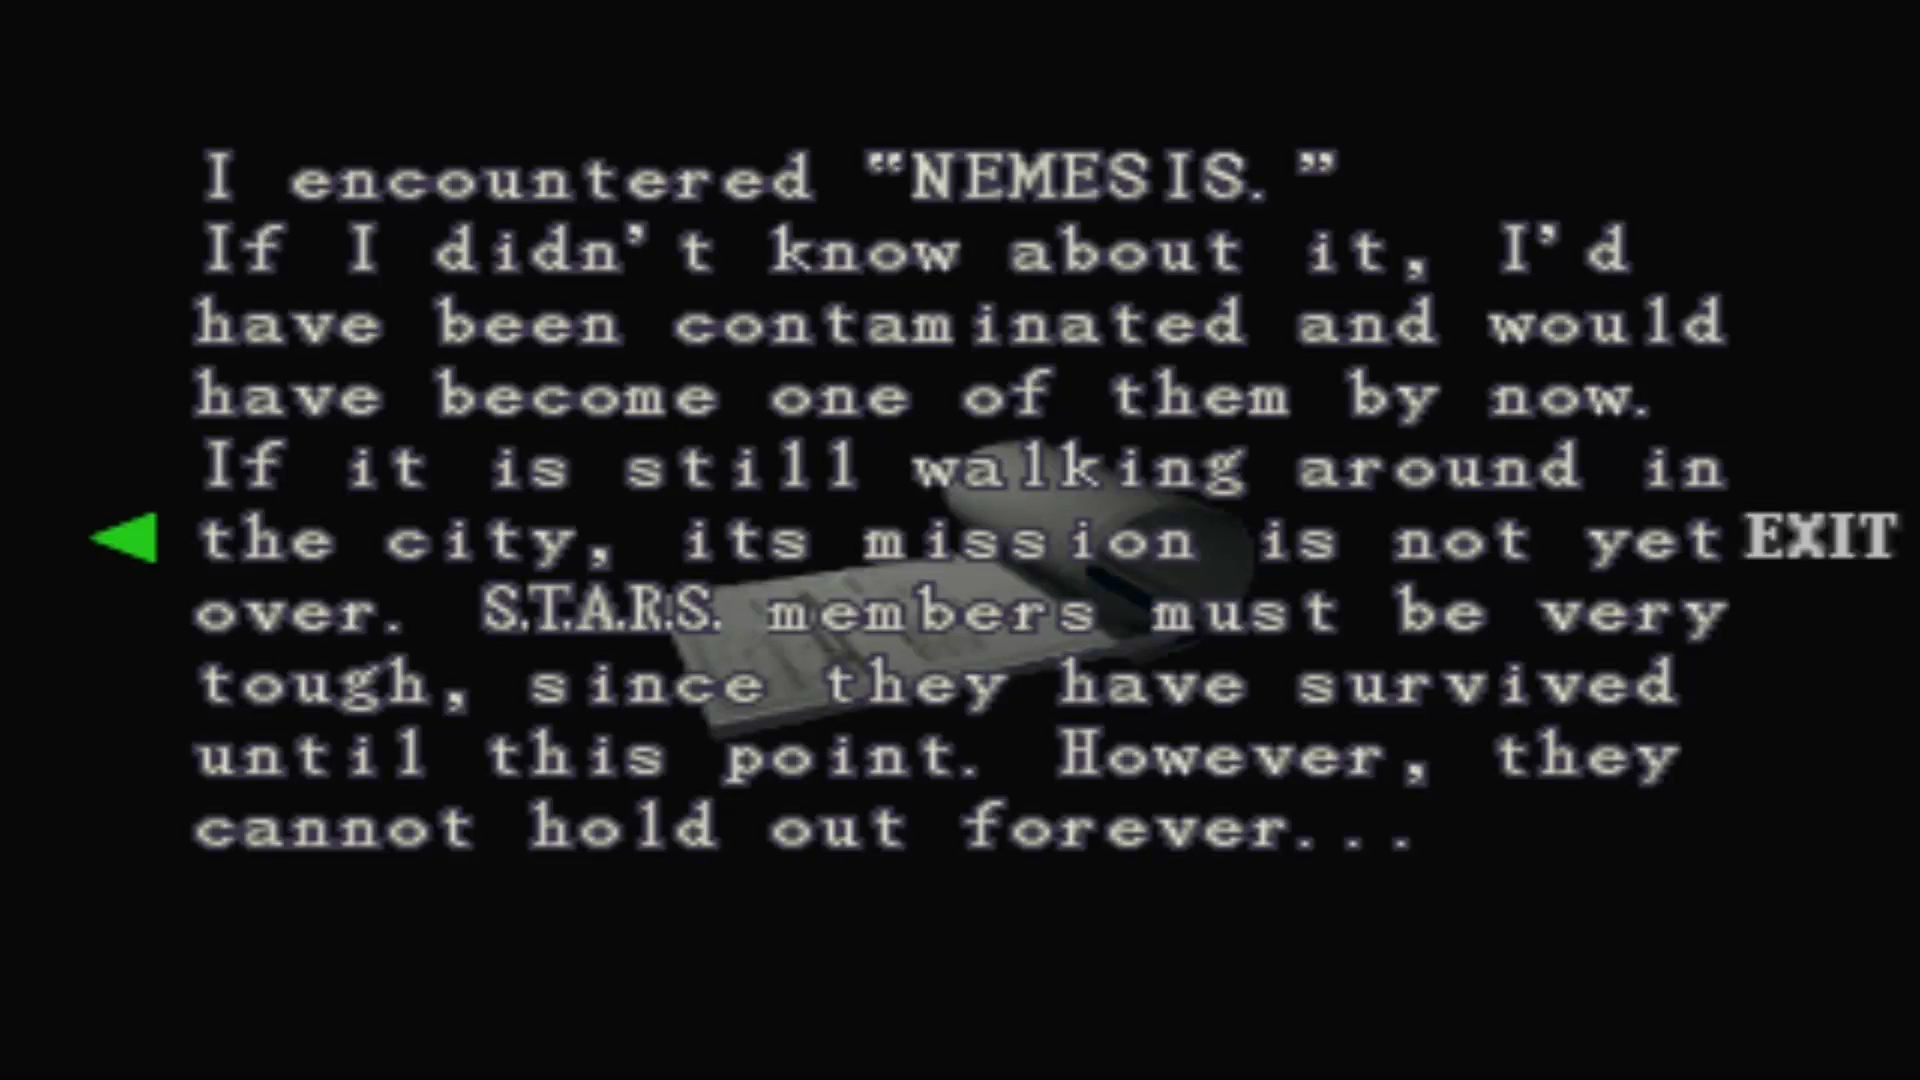 I encountered "NEMESIS."
If I didn't know about it, I'd
have been contaminated and would
have become one of them by now.
If it is still walking around in
the city, its mission is not yet
EXIT
over. S.T.A.R.S. members must be very
tough, since they have survived
until this point. However, they
cannot hold out forever...